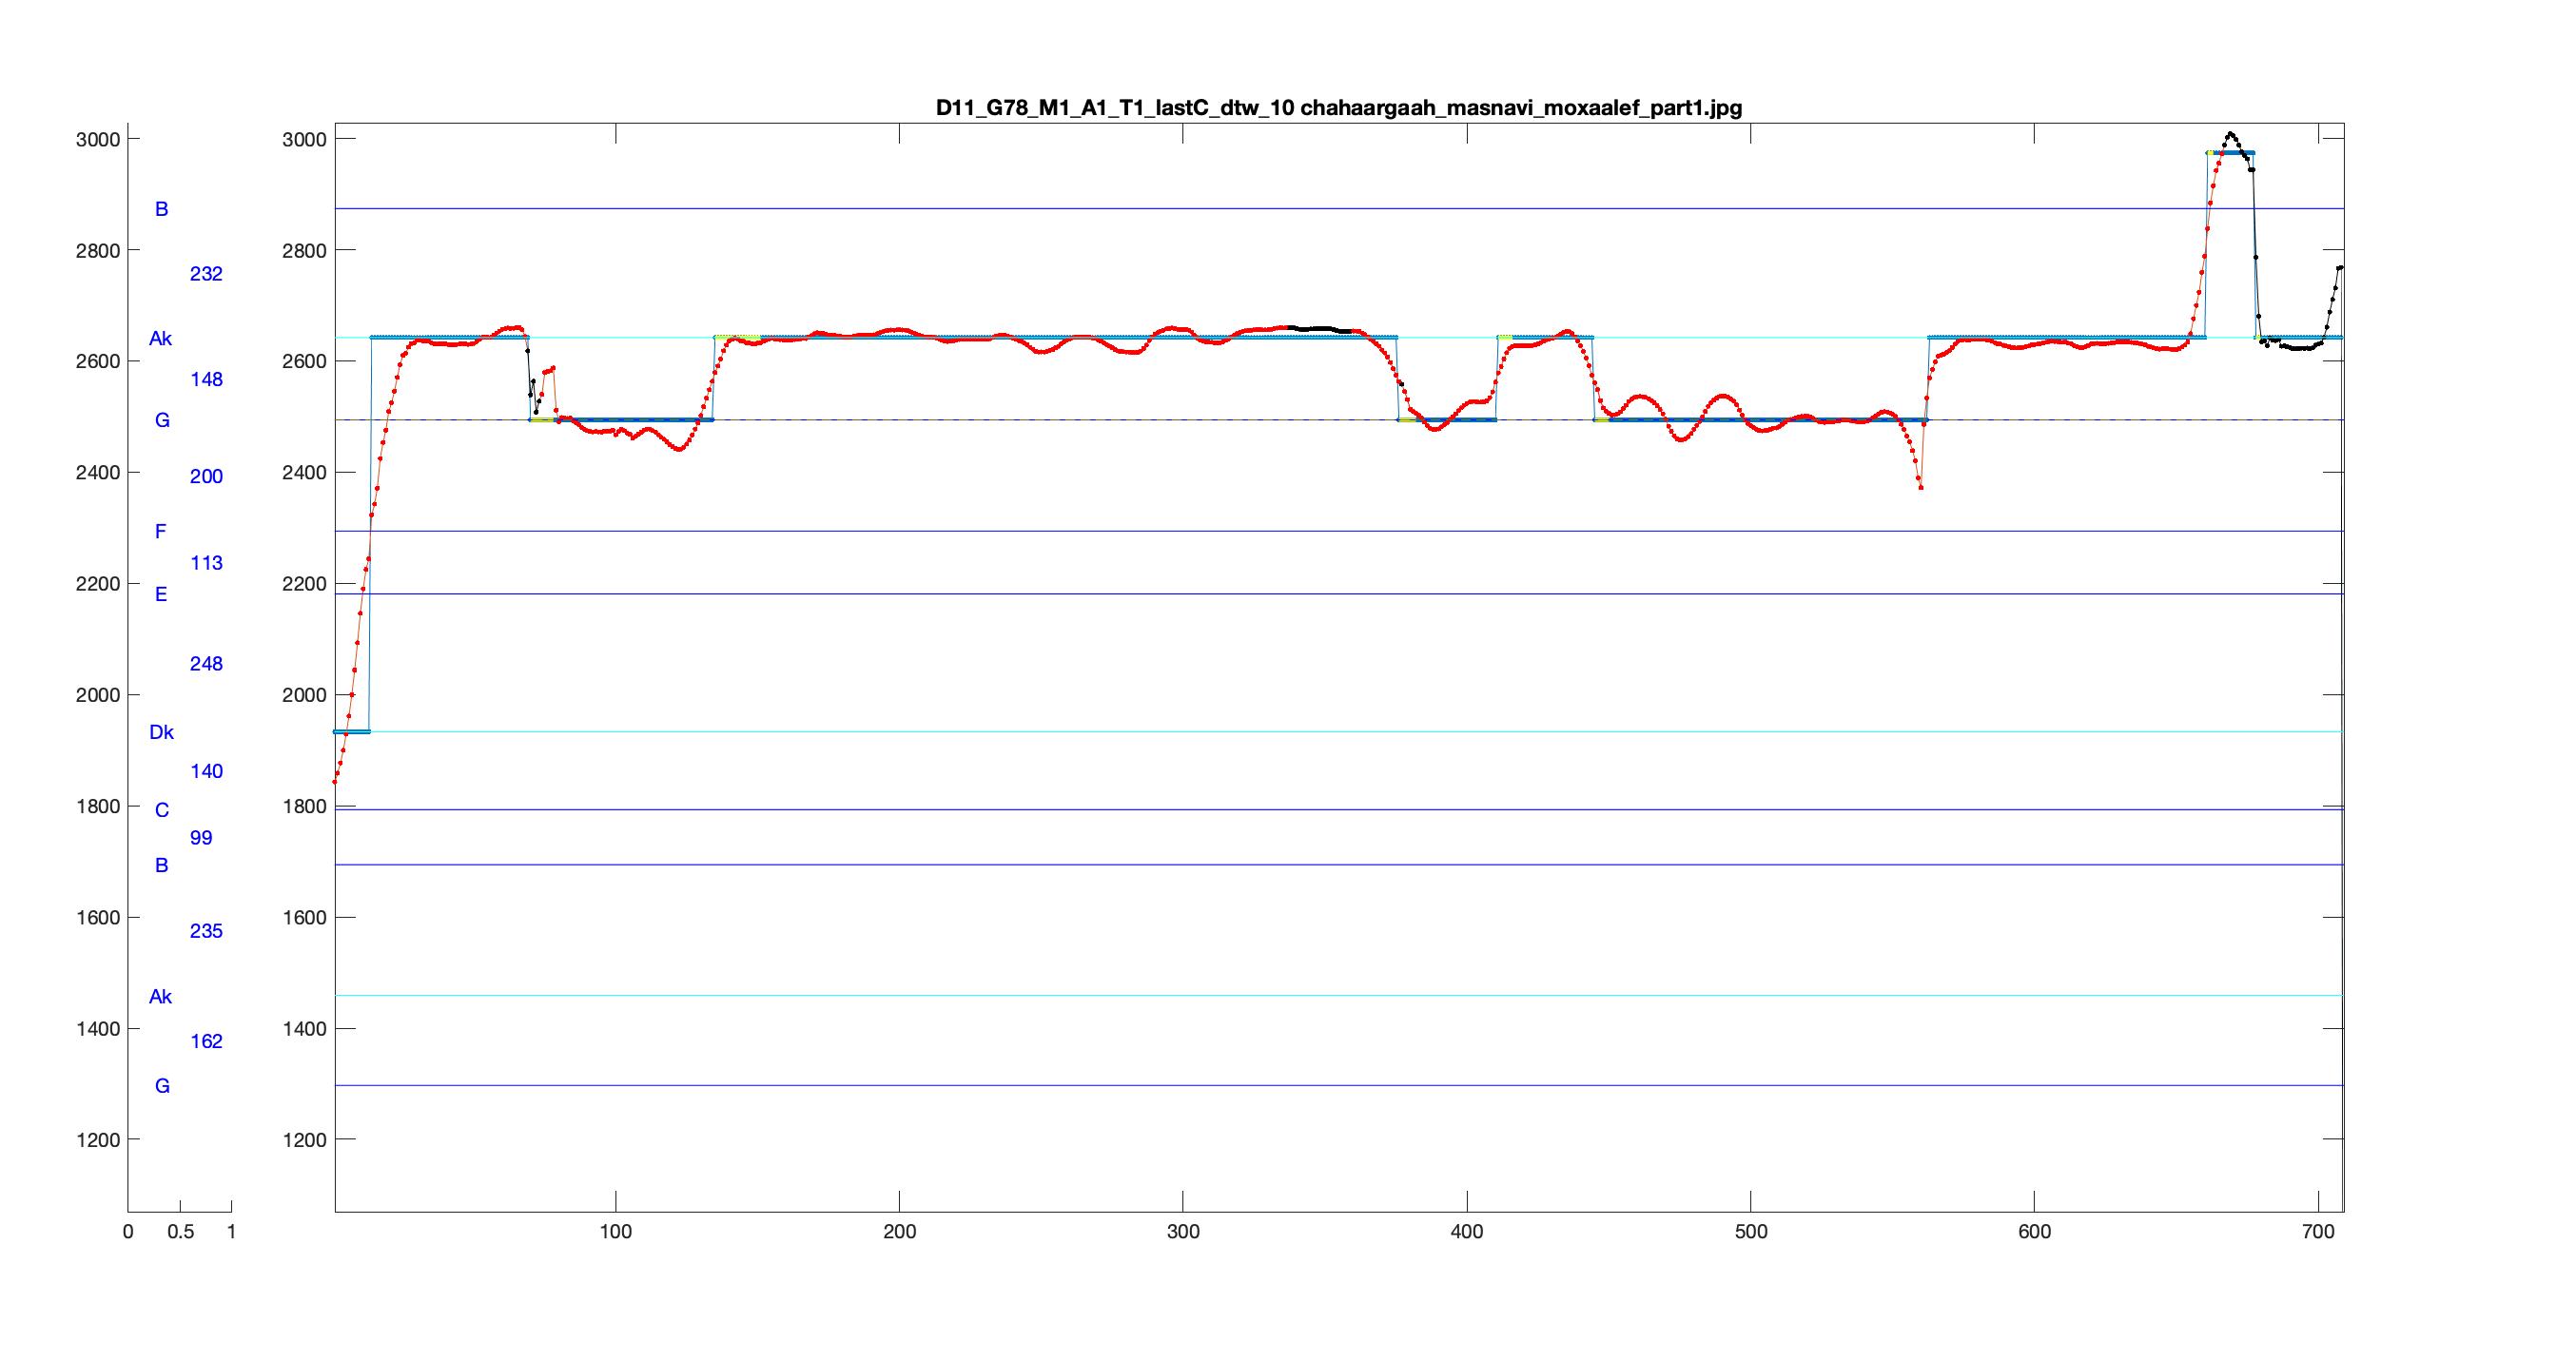 D11_G78_M1_A1_T1_lastC_dtw_10 chahaargaah_masnavi_moxaalef_part1.jpg
3000 3000
B
2800 2800
232
Ak
2600 2600
148
G
200
2400 2400
F
113
2200 2200
E
248
2000 2000
Dk
140
1800 C 1800
99
B
1600 1600
235
Ak
1400 1400
162
G
1200 1200
0 0.5 1 100 200 300 400 500 600 700